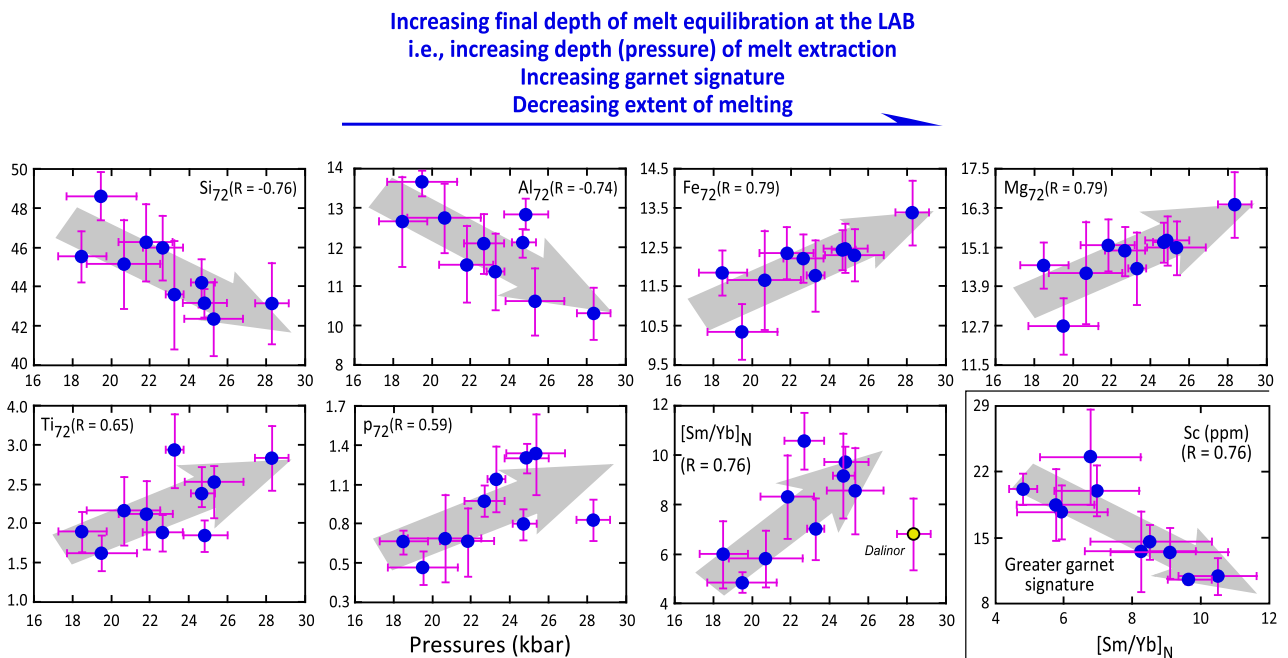 Increasing final depth of melt equilibration at the LAB
i.e., increasing depth (pressure) of melt extraction
Increasing garnet signature
Decreasing extent of melting
50
48
46
44
42
40
Si72(R = -0.76)
16 18 20 22 24 26 28 30
14
13
12
11
10
8
Al72(R = -0.74)
16 18 20 22 24 26 28 30
14.5
13.5
12.5
11.5
10.5
9.5
Fe72(R = 0.79)
16 18 20 22 24 26 28 30
17.5
16.3
15.1
13.9
12.7
11.5
Mg72(R = 0.79)
16 18 20 22 24 26 28 30
4.0
3.0
2.5
2.0
1.5
1.0
Ti72(R = 0.65)
16 18 20 22 24 26 28 30
1.7
1.4
1.1
0.8
0.5
0.3
p72(R = 0.59)
16 18 20 22 24 26 28 30
Pressures (kbar)
12
10
8
6
4
[Sm/Yb]N
(R = 0.76)
Dalinor
16 18 20 22 24 26 28 30
29
22
15
8
Sc (ppm)
(R = 0.76)
Greater garnet
signature
4 6 8 10 12
[Sm/Yb]N